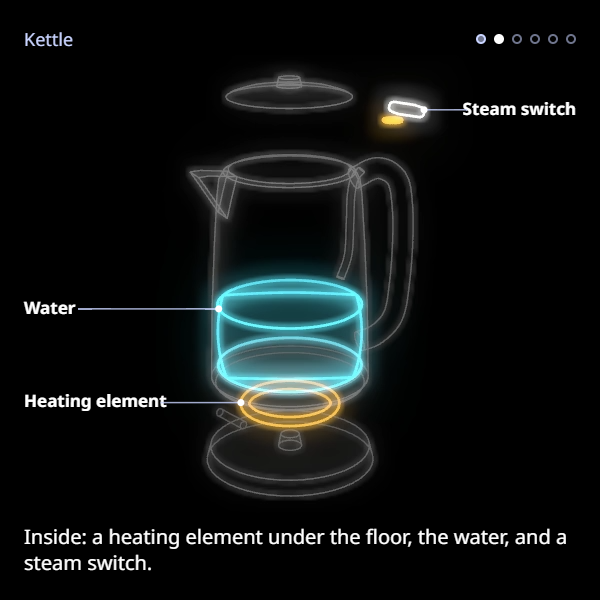 Kettle
Steam switch
Water
Heating element
Inside: a heating element under the floor, the water, and a
steam switch.